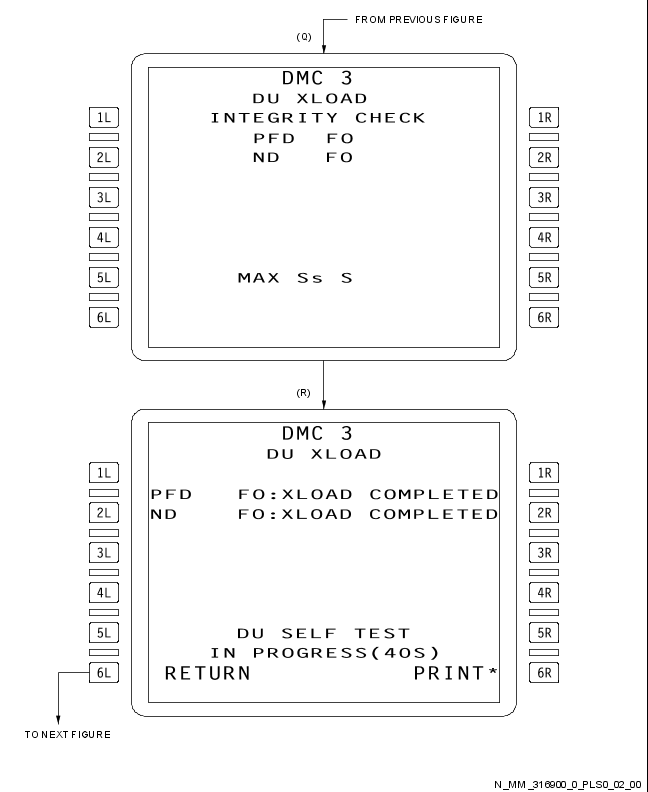 FROM PREVIOUS FIGURE
(Q)
DMC 3
DU XLOAD
INTEGRITY CHECK
PFD FO
ND FO
MAX Ss S
1L
2L
3L
4L
5L
6L
1R
2R
3R
4R
5R
6R
(R)
DMC 3
DU XLOAD
PFD FO:XLOAD COMPLETED
ND FO:XLOAD COMPLETED
DU SELF TEST
IN PROGRESS(40S)
RETURN PRINT*
1L
2L
3L
4L
5L
6L
1R
2R
3R
4R
5R
6R
TO NEXT FIGURE
N_MM_316900_0_PLS0_02_00